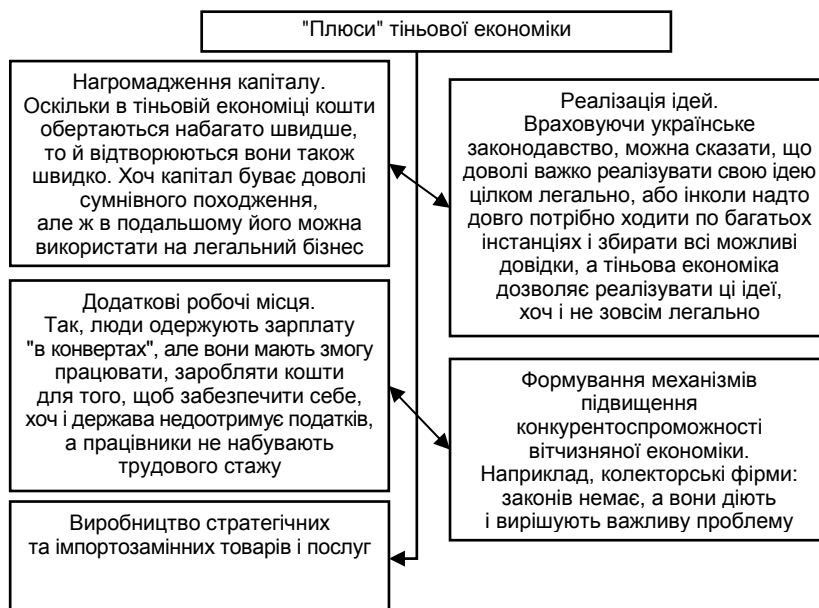 "Плюси" тіньової економіки
Нагромадження капіталу.
Оскільки в тіньовій економіці кошти
обертаються набагато швидше,
то й відтворюються вони також
швидко. Хоч капітал буває доволі
сумнівного походження,
але ж в подальшому його можна
використати на легальний бізнес
Реалізація ідей.
Враховуючи українське
законодавство, можна сказати, що
доволі важко реалізувати свою ідею
цілком легально, або інколи надто
довго потрібно ходити по багатьох
інстанціях і збирати всі можливі
довідки, а тіньова економіка
дозволяє реалізувати ці ідеї,
хоч і не зовсім легально
Додаткові робочі місця.
Так, люди одержують зарплату
"в конвертах", але вони мають змогу
працювати, заробляти кошти
для того, щоб забезпечити себе,
хоч і держава недоотримує податків,
а працівники не набувають
трудового стажу
Формування механізмів
підвищення
конкурентоспроможності
вітчизняної економіки.
Наприклад, колекторські фірми:
законів немає, а вони діють
і вирішують важливу проблему
Виробництво стратегічних
та імпортозамінних товарів і послуг